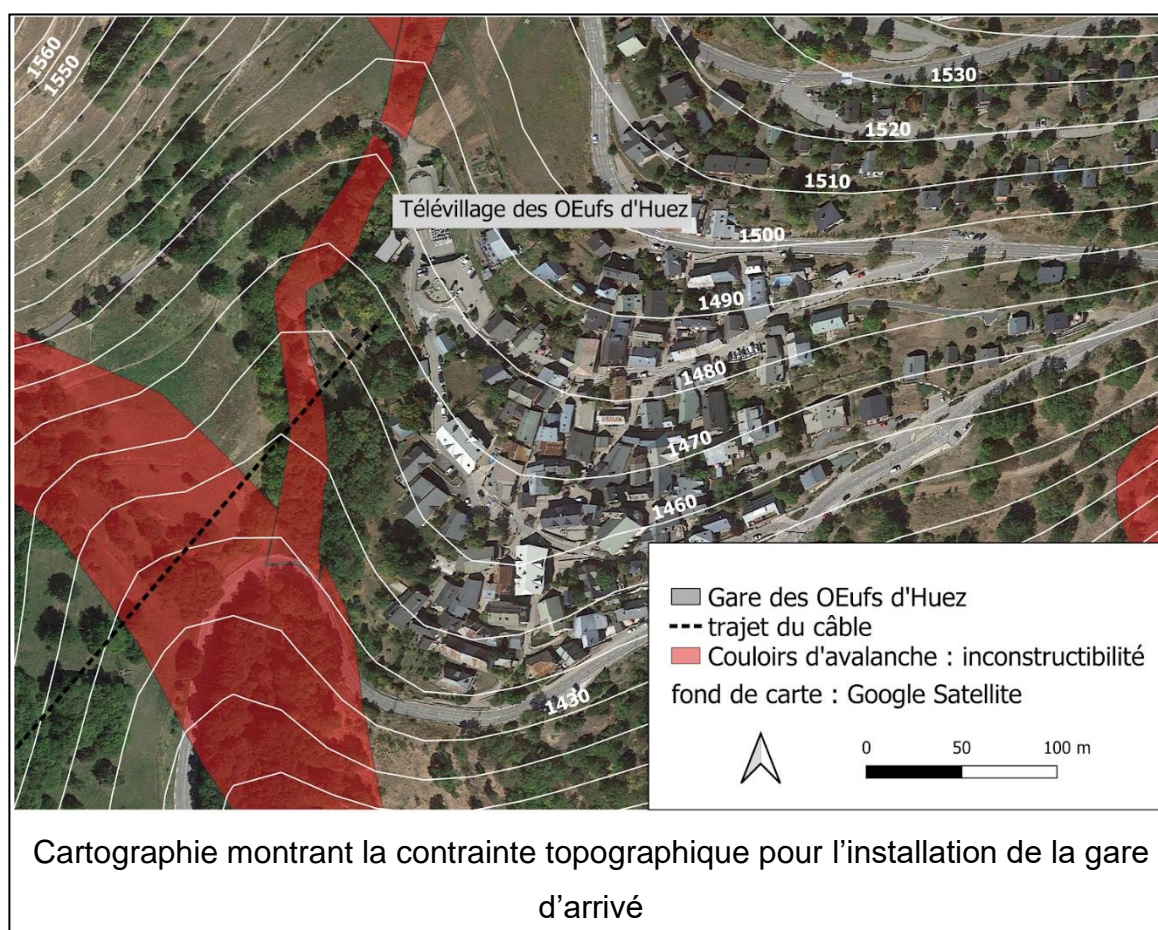 1560
1550
1530
1520
1510
Télévillage des OEufs d'Huez
1500
1490
1480
1470
1460
1430
Gare des OEufs d'Huez
trajet du câble
Couloirs d'avalanche : inconstructibilité
fond de carte : Google Satellite
0 50 100 m
Cartographie montrant la contrainte topographique pour l’installation de la gare
d’arrivé